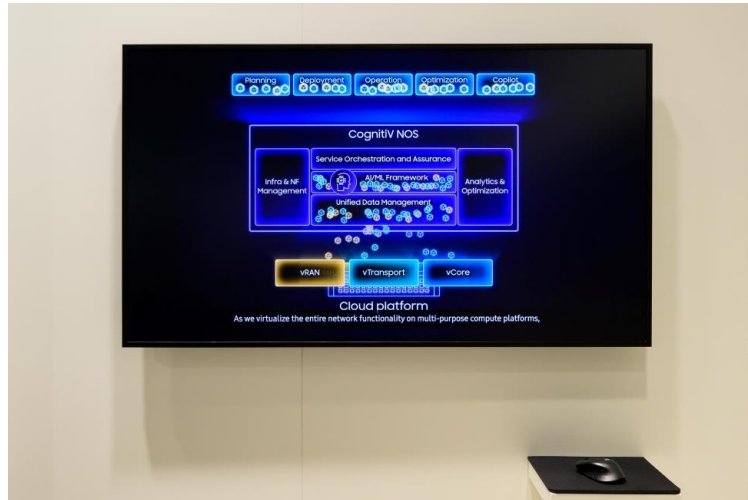 Planning
Deployment
Operation
Optimization
Copilot
CognitiV NOS
Infra & NF
Management
Service Orchestration and Assurance
AI/ML Framework
Unified Data Management
Analytics &
Optimization
vRAN
vTransport
vCore
Cloud platform
As we virtualize the entire network functionality on multi-purpose compute platforms,